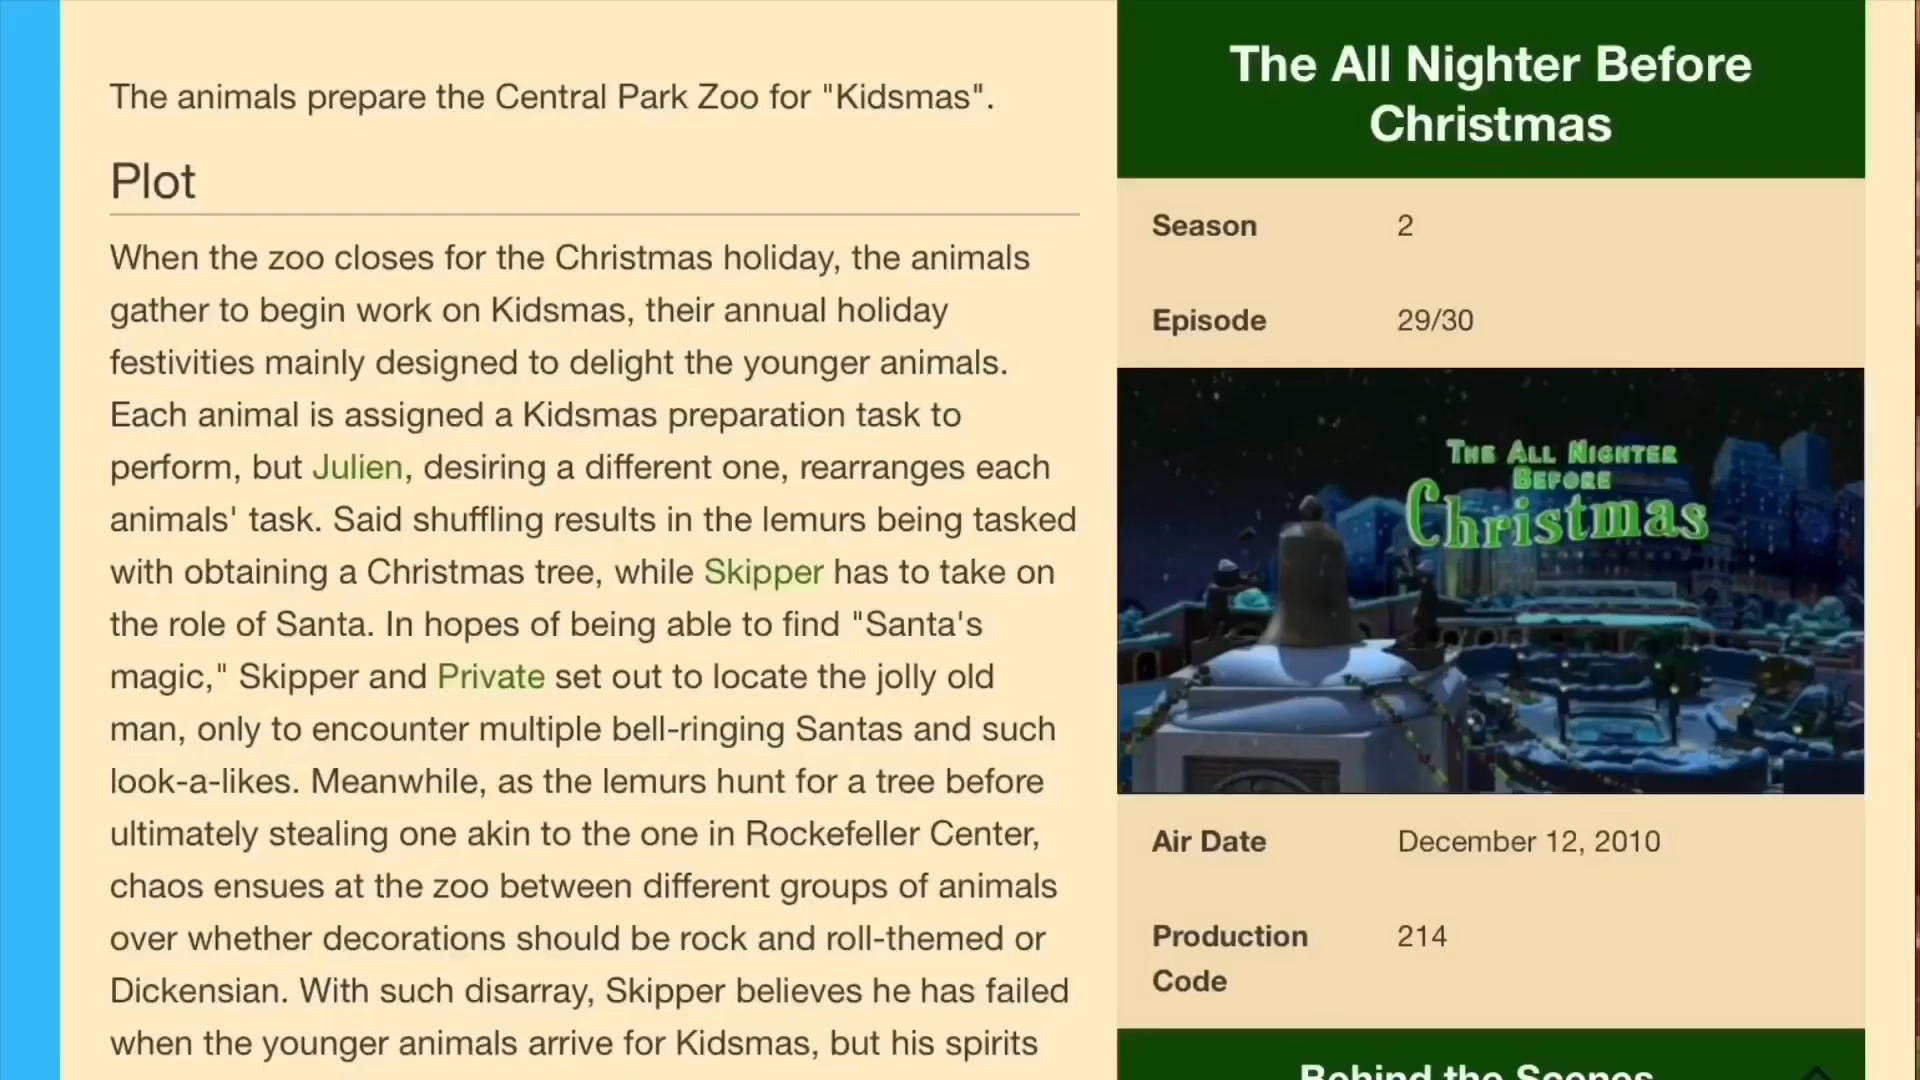 The animals prepare the Central Park Zoo for "Kidsmas".
Plot
When the zoo closes for the Christmas holiday, the animals
gather to begin work on Kidsmas, their annual holiday
festivities mainly designed to delight the younger animals.
Each animal is assigned a Kidsmas preparation task to
perform, but Julien, desiring a different one, rearranges each
animals' task. Said shuffling results in the lemurs being tasked
with obtaining a Christmas tree, while Skipper has to take on
the role of Santa. In hopes of being able to find "Santa's
magic," Skipper and Private set out to locate the jolly old
man, only to encounter multiple bell-ringing Santas and such
look-a-likes. Meanwhile, as the lemurs hunt for a tree before
ultimately stealing one akin to the one in Rockefeller Center,
chaos ensues at the zoo between different groups of animals
over whether decorations should be rock and roll-themed or
Dickensian. With such disarray, Skipper believes he has failed
when the younger animals arrive for Kidsmas, but his spirits
The All Nighter Before
Christmas
Season 2
Episode 29/30
The All Nighter
Before
Christmas
Air Date December 12, 2010
Production 214
Code
Behind the Scenes